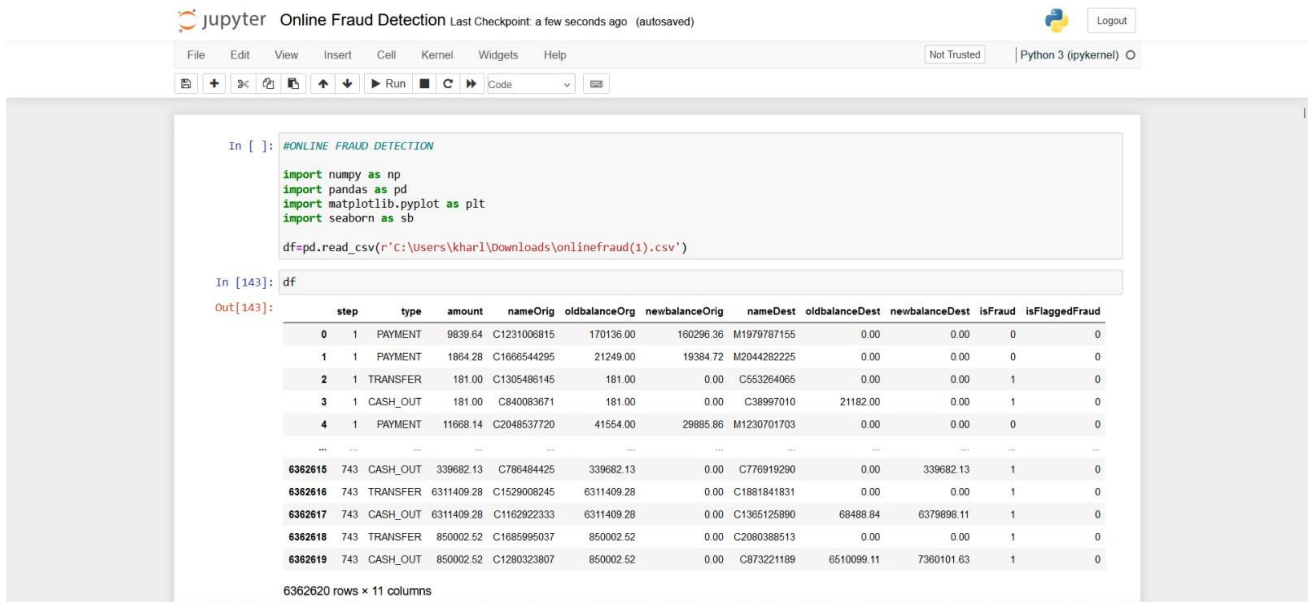 jupyter Online Fraud Detection Last Checkpoint: a few seconds ago (autosaved)
Logout
File Edit View Insert Cell Kernel Widgets Help
Not Trusted Python 3 (ipykernel)
Run Code
In [ ]: #ONLINE FRAUD DETECTION
import numpy as np
import pandas as pd
import matplotlib.pyplot as plt
import seaborn as sb
df=pd.read_csv(r'C:\Users\kharl\Downloads\onlinefraud(1).csv')
In [143]: df
Out[143]:
step type amount nameOrig oldbalanceOrg newbalanceOrig nameDest oldbalanceDest newbalanceDest isFraud isFlaggedFraud
0 1 PAYMENT 9839.64 C1231006815 170136.00 160296.36 M1979787155 0.00 0.00 0 0
1 1 PAYMENT 1864.28 C1666544295 21249.00 19384.72 M2044282225 0.00 0.00 0 0
2 1 TRANSFER 181.00 C1305486145 181.00 0.00 C553264065 0.00 0.00 1 0
3 1 CASH_OUT 181.00 C840083671 181.00 0.00 C38997010 21182.00 0.00 1 0
4 1 PAYMENT 11668.14 C2048537720 41554.00 29885.86 M1230701703 0.00 0.00 0 0
... ... ... ... ... ... ... ... ... ... ... ...
6362615 743 CASH_OUT 339682.13 C786484425 339682.13 0.00 C776919290 0.00 339682.13 1 0
6362616 743 TRANSFER 6311409.28 C1529008245 6311409.28 0.00 C1881841831 0.00 0.00 1 0
6362617 743 CASH_OUT 6311409.28 C1162922333 6311409.28 0.00 C1365125890 68488.84 6379898.11 1 0
6362618 743 TRANSFER 850002.52 C1685995037 850002.52 0.00 C2080388513 0.00 0.00 1 0
6362619 743 CASH_OUT 850002.52 C1280323807 850002.52 0.00 C873221189 6510099.11 7360101.63 1 0
6362620 rows × 11 columns